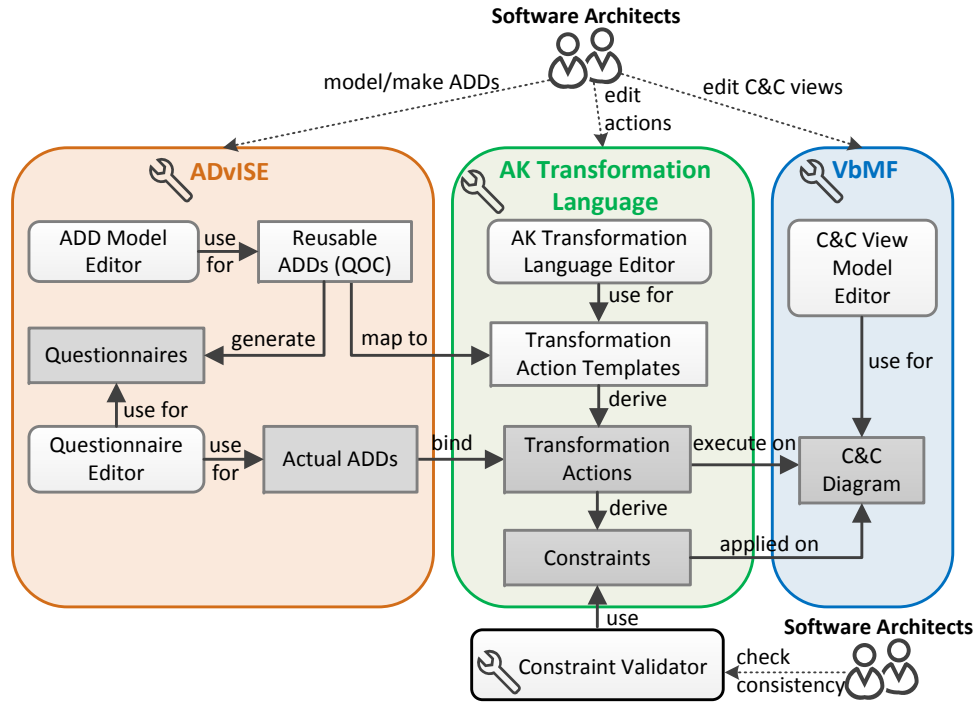 Software Architects
model/make ADDs
edit
actions
edit C&C views
ADvISE
AK Transformation
Language
VbMF
ADD Model
Editor
use
for
Reusable
ADDs (QOC)
AK Transformation
Language Editor
C&C View
Model
Editor
use for
generate
map to
Questionnaires
Transformation
Action Templates
use for
use for
derive
Questionnaire
Editor
use
for
Actual ADDs
bind
Transformation
Actions
execute on
C&C
Diagram
derive
Constraints
applied on
use
Software Architects
Constraint Validator
check
consistency